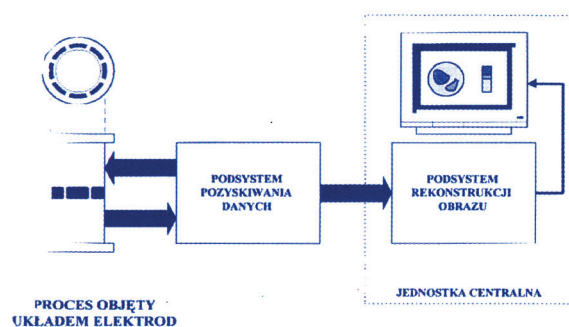 PODSYSTEM
POZYSKIWANIA
DANYCH
PODSYSTEM
REKONSTRUKCJI
OBRAZU
JEDNOSTKA CENTRALNA
PROCES OBJĘTY
UKŁADEM ELEKTROD